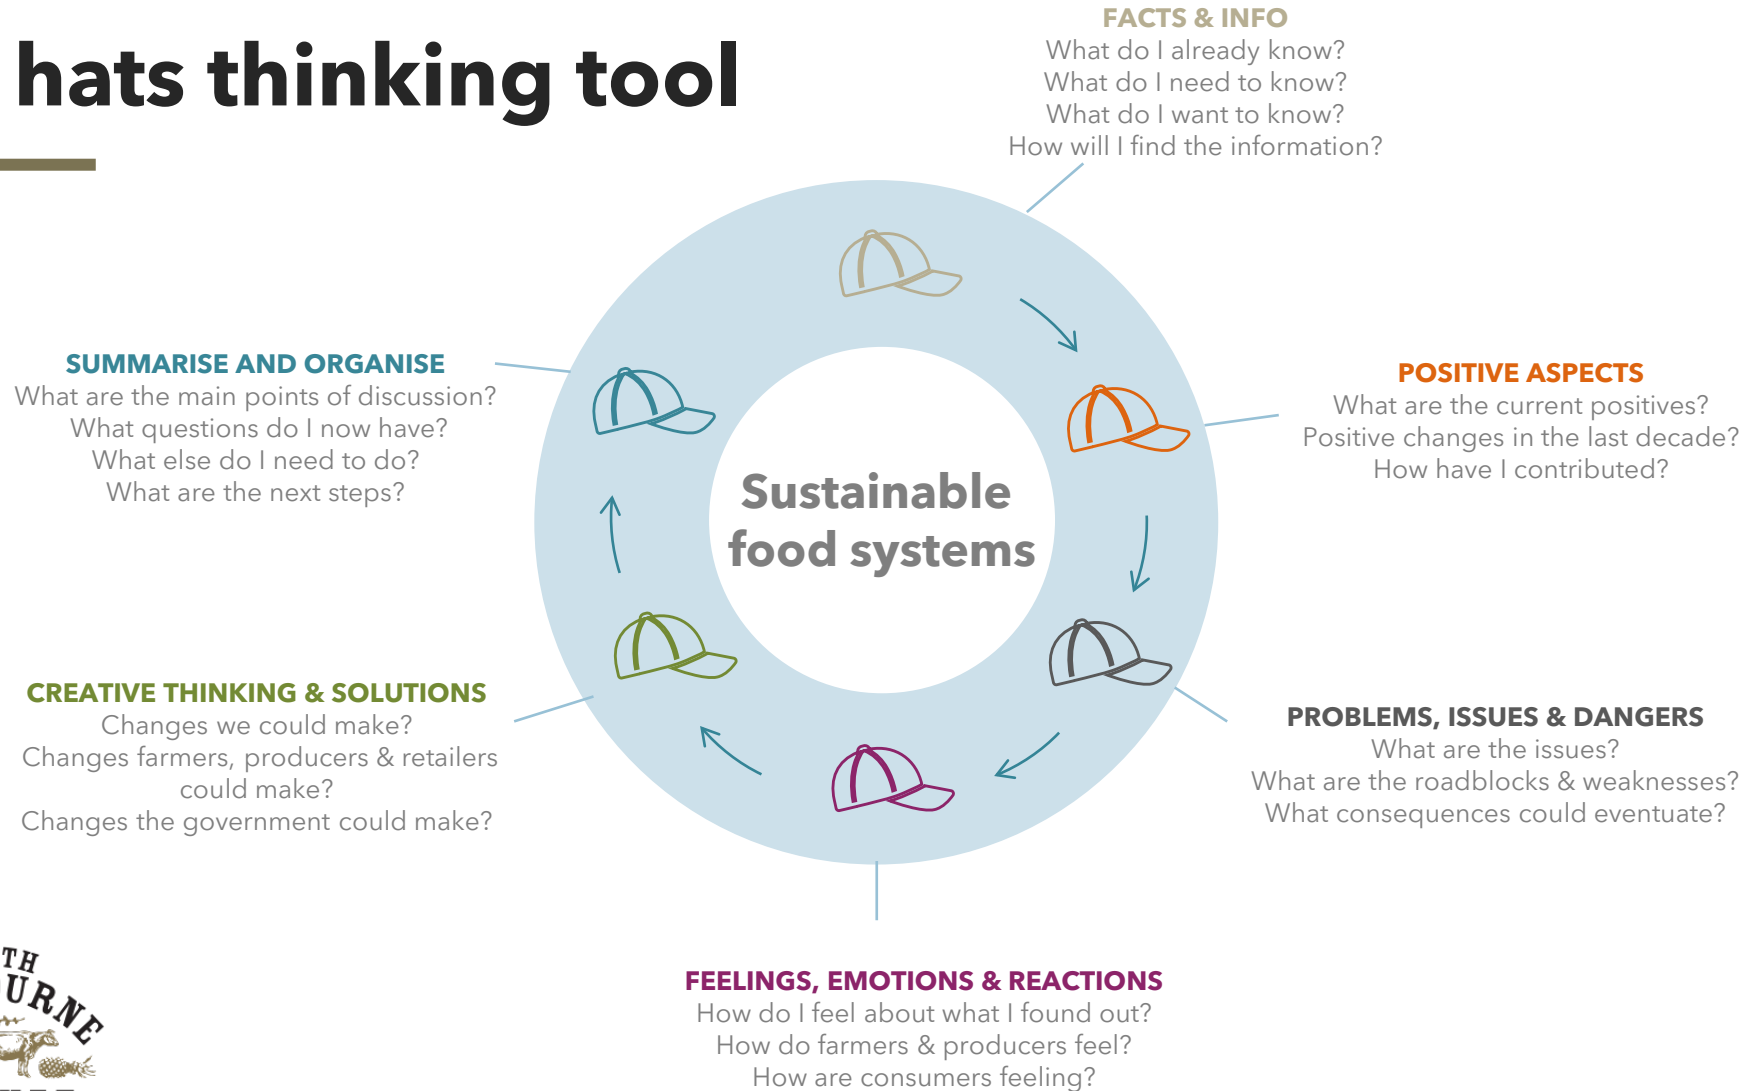 hats thinking tool
FACTS & INFO
What do I already know?
What do I need to know?
What do I want to know?
How will I find the information?
POSITIVE ASPECTS
What are the current positives?
Positive changes in the last decade?
How have I contributed?
PROBLEMS, ISSUES & DANGERS
What are the issues?
What are the roadblocks & weaknesses?
What consequences could eventuate?
FEELINGS, EMOTIONS & REACTIONS
How do I feel about what I found out?
How do farmers & producers feel?
How are consumers feeling?
CREATIVE THINKING & SOLUTIONS
Changes we could make?
Changes farmers, producers & retailers
could make?
Changes the government could make?
SUMMARISE AND ORGANISE
What are the main points of discussion?
What questions do I now have?
What else do I need to do?
What are the next steps?
Sustainable
food systems
TH
OURNE